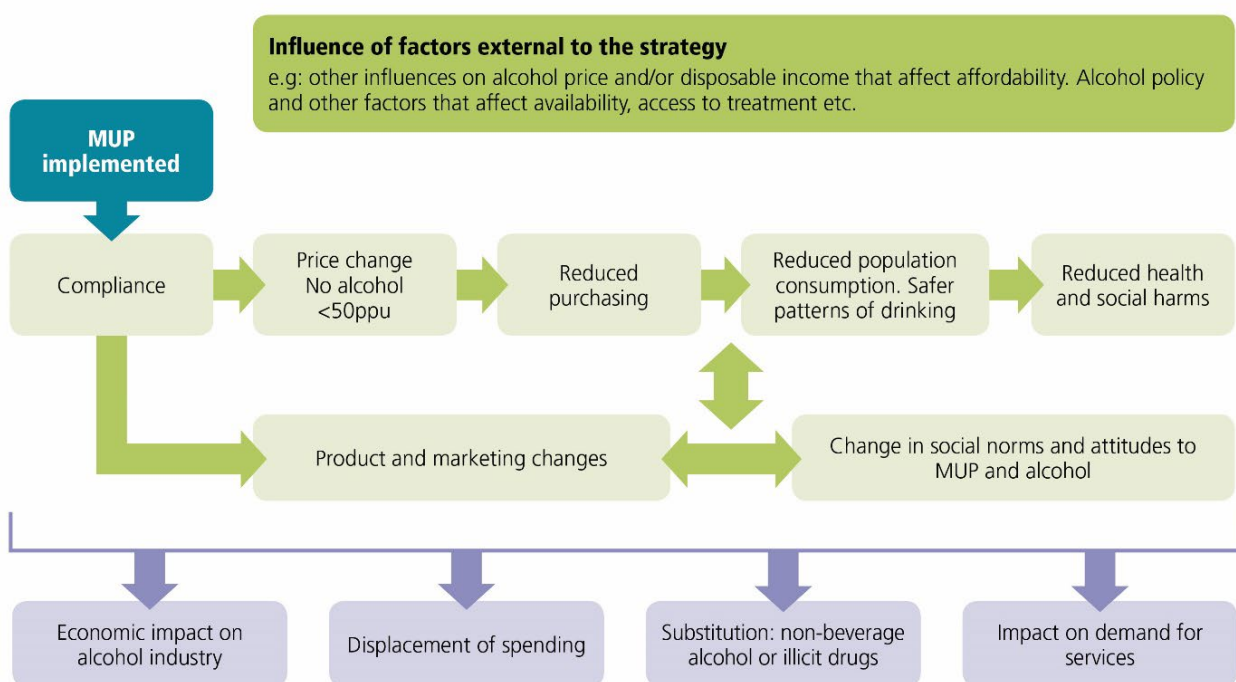 Influence of factors external to the strategy
e.g: other influences on alcohol price and/or disposable income that affect affordability. Alcohol policy
and other factors that affect availability, access to treatment etc.
MUP
implemented
Compliance
Price change
No alcohol
<50ppu
Reduced
purchasing
Reduced population
consumption. Safer
patterns of drinking
Reduced health
and social harms
Product and marketing changes
Change in social norms and attitudes to
MUP and alcohol
Economic impact on
alcohol industry
Displacement of spending
Substitution: non-beverage
alcohol or illicit drugs
Impact on demand for
services